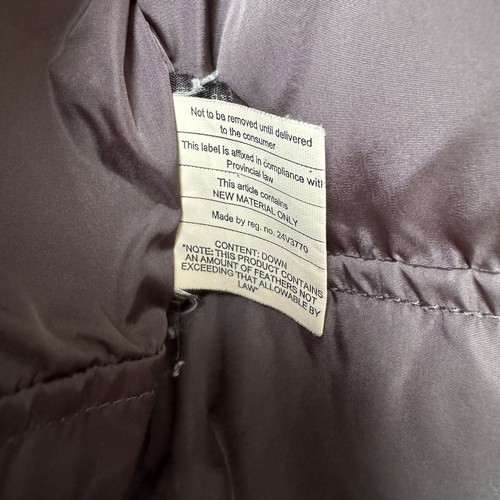 Not to be removed until delivered
to the consumer
This label is affixed in compliance with
Provincial law
This article contains
NEW MATERIAL ONLY
Made by reg. no. 24V3770
CONTENT: DOWN
"NOTE: THIS PRODUCT CONTAINS
AN AMOUNT OF FEATHERS NOT
EXCEEDING THAT ALLOWABLE BY
LAW"